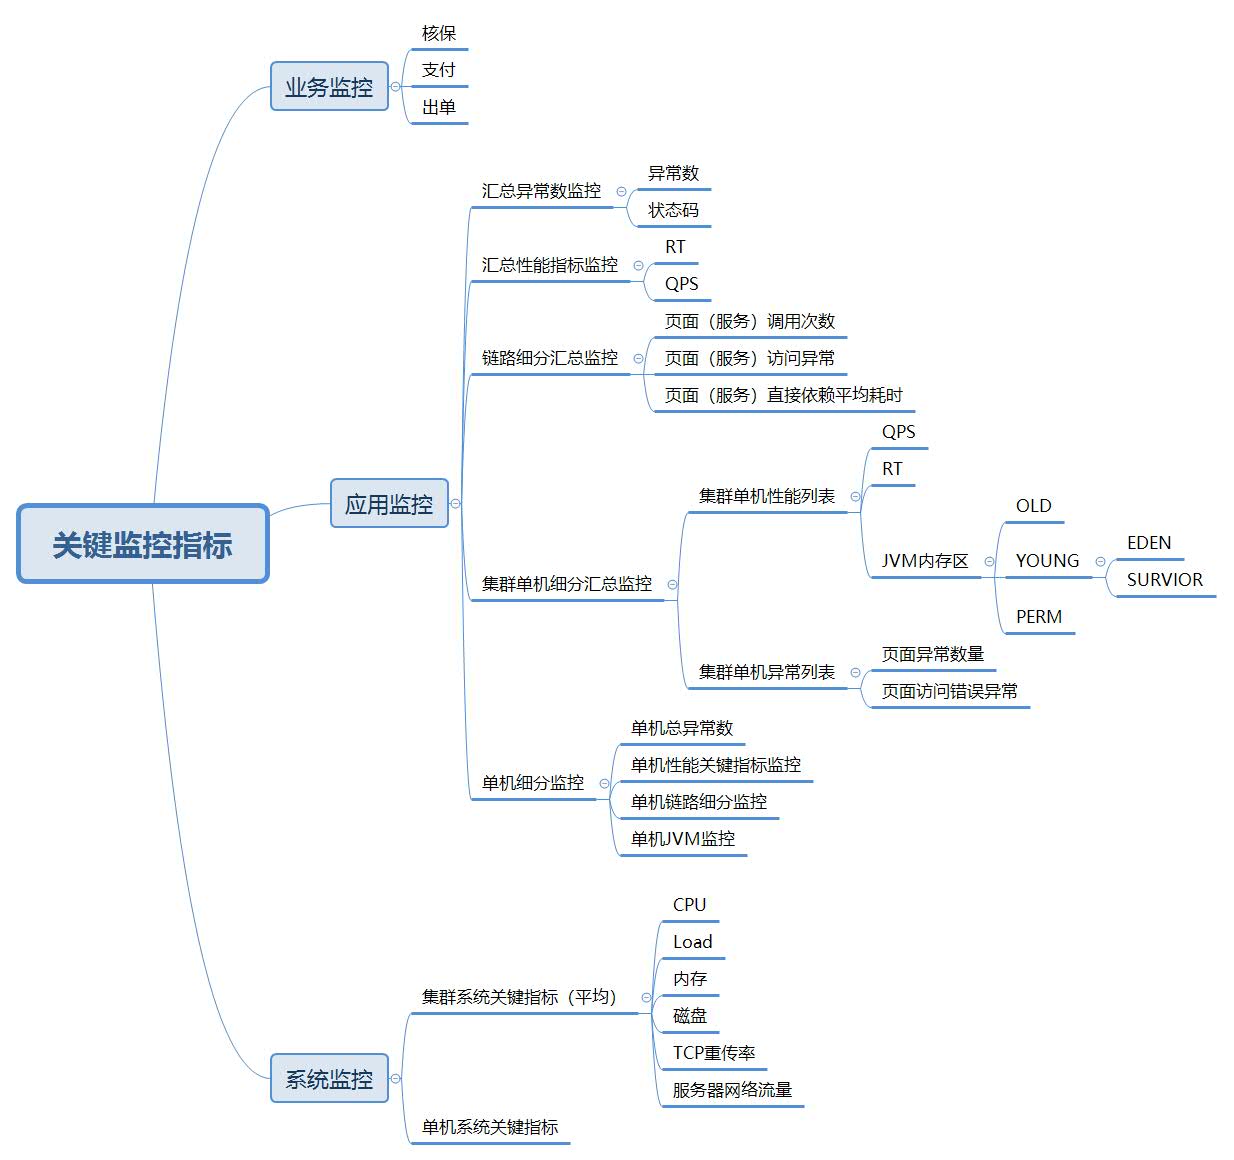 关键监控指标
业务监控
核保
支付
出单
应用监控
汇总异常数监控
异常数
状态码
汇总性能指标监控
RT
QPS
链路细分汇总监控
页面（服务）调用次数
页面（服务）访问异常
页面（服务）直接依赖平均耗时
集群单机细分汇总监控
集群单机性能列表
QPS
RT
JVM内存区
OLD
YOUNG
EDEN
SURVIOR
PERM
集群单机异常列表
页面异常数量
页面访问错误异常
单机细分监控
单机总异常数
单机性能关键指标监控
单机链路细分监控
单机JVM监控
系统监控
集群系统关键指标（平均）
CPU
Load
内存
磁盘
TCP重传率
服务器网络流量
单机系统关键指标